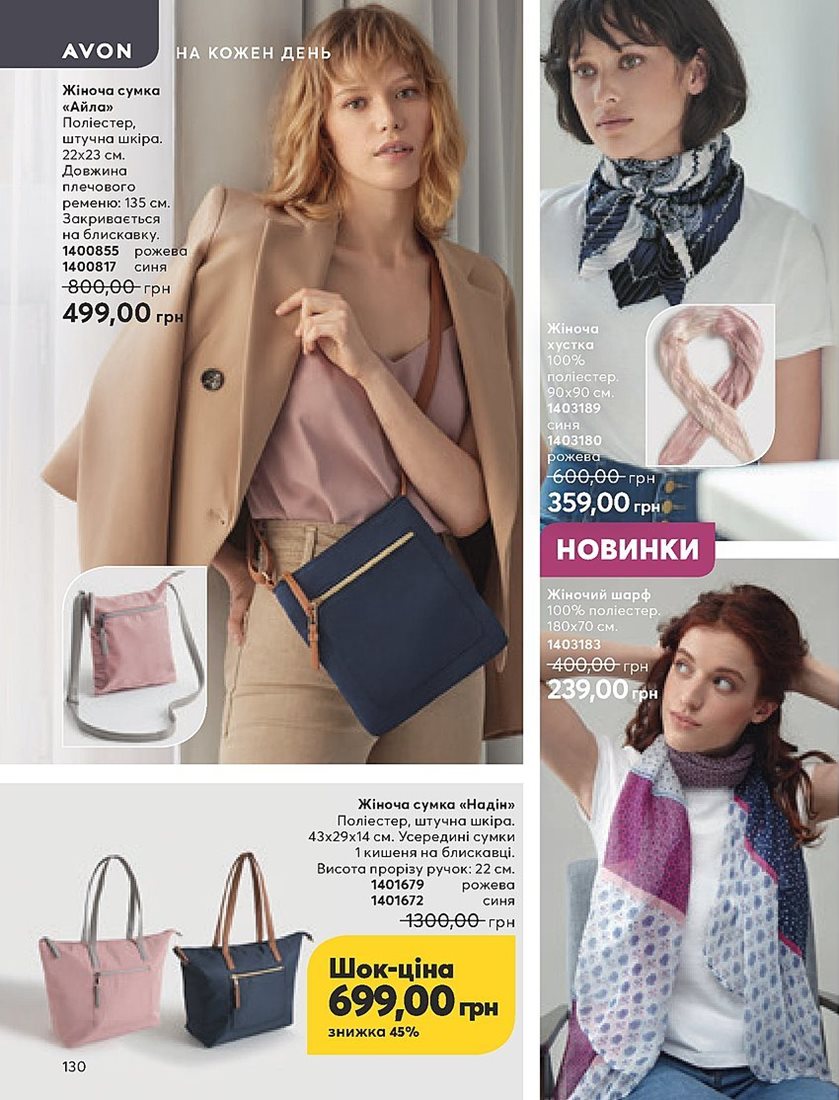 AVON
НА КОЖЕН ДЕНЬ
Жіноча сумка
«Айла»
Поліестер,
штучна шкіра.
22x23 см.
Довжина
плечового
ременю: 135 см.
Закривається
на блискавку.
1400855 рожева
1400817 синя
800,00 грн
499,00 грн
Жіноча
хустка
100%
поліестер.
90x90 см.
1403189
синя
1403180
рожева
600,00 грн
359,00 грн
НОВИНКИ
Жіночий шарф
100% поліестер.
180x70 см.
1403183
400,00 грн
239,00 грн
Жіноча сумка «Надін»
Поліестер, штучна шкіра.
43x29x14 см. Усередині сумки
1 кишеня на блискавці.
Висота прорізу ручок: 22 см.
1401679 рожева
1401672 синя
1300,00 грн
Шок-ціна
699,00 грн
знижка 45%
130